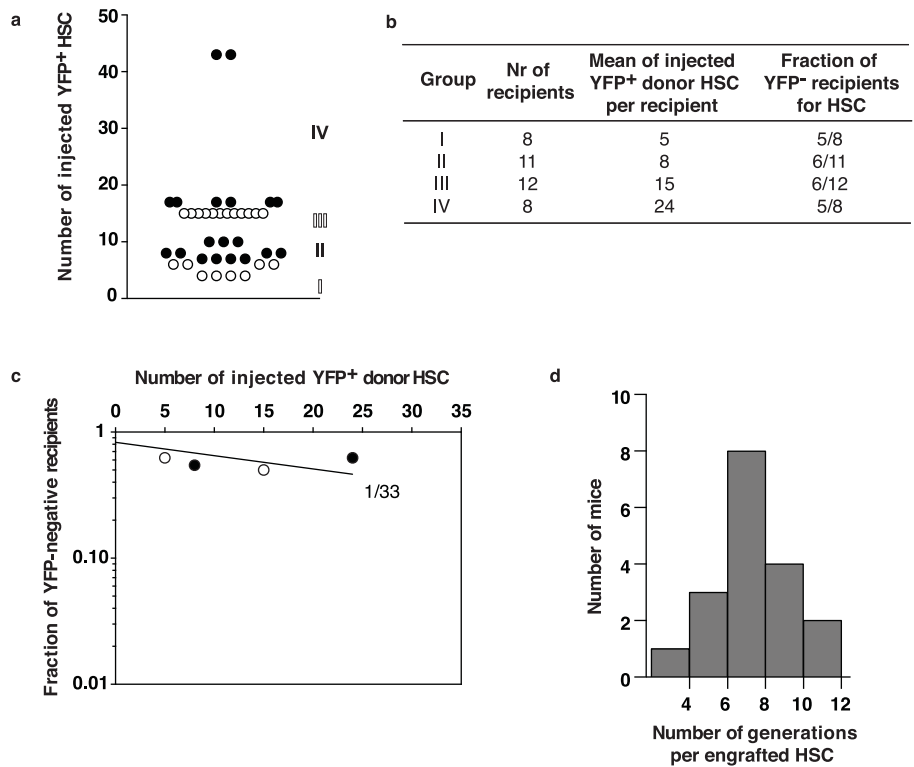 a
Number of injected YFP+ HSC
50
40
30
20
10
0
IV
III
II
I
b
Group
Nr of
recipients
Mean of injected
YFP+ donor HSC
per recipient
Fraction of
YFP- recipients
for HSC
I 8 5 5/8
II 11 8 6/11
III 12 15 6/12
IV 8 24 5/8
c
Number of injected YFP+ donor HSC
0 5 10 15 20 25 30 35
Fraction of YFP-negative recipients
1
0.10
0.01
1/33
d
Number of mice
10
8
6
4
2
0
4 6 8 10 12
Number of generations
per engrafted HSC